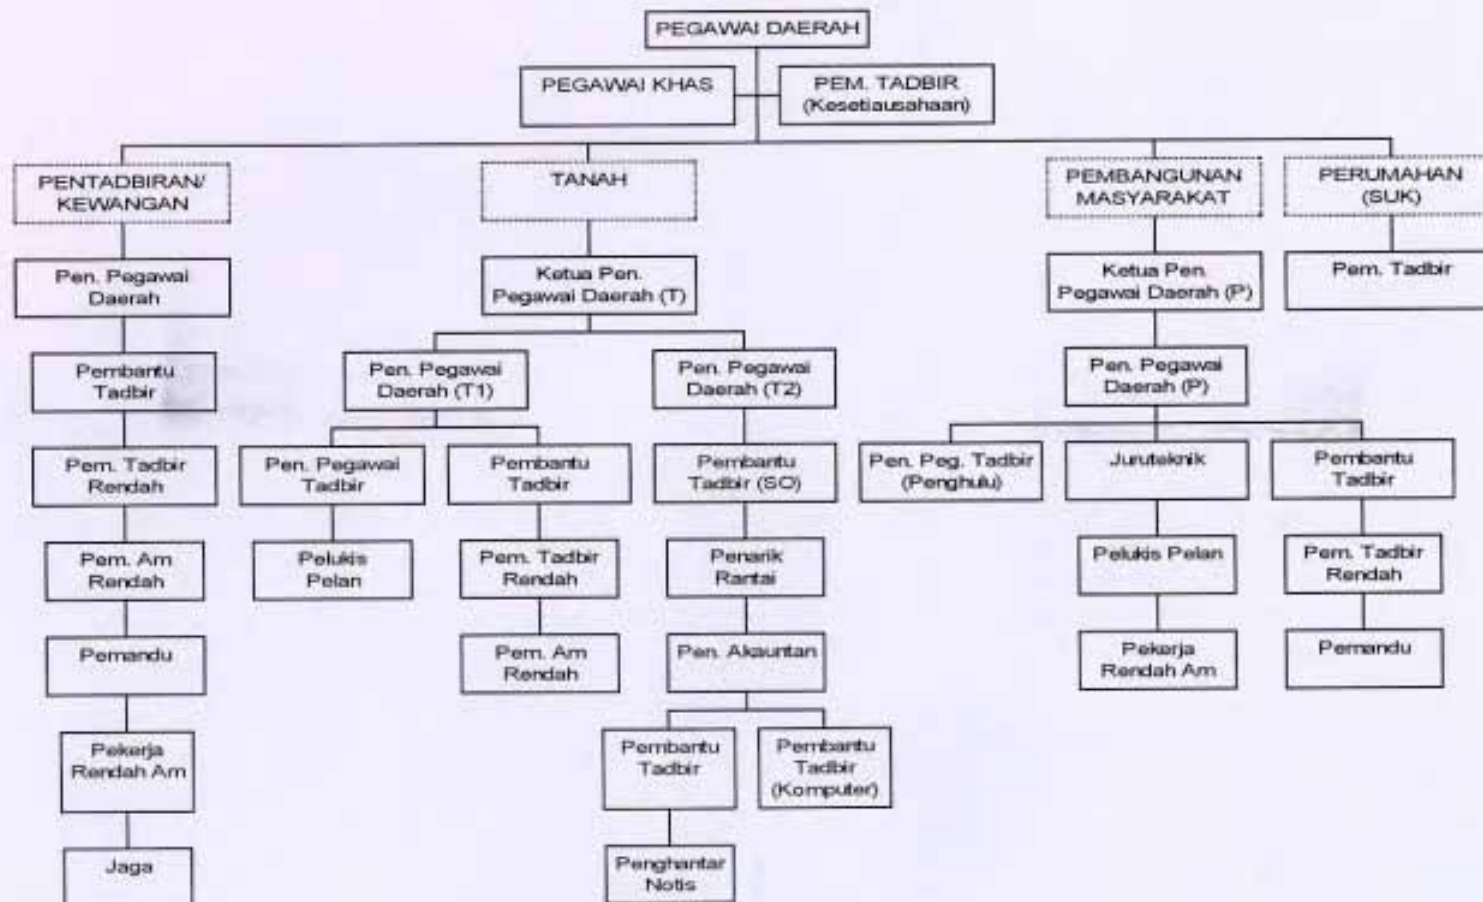 PEGAWAI DAERAH
PEGAWAI KHAS
PEM. TADBIR
(Kesetiausahaan)
PENTADBIRAN/
KEWANGAN
TANAH
PEMBANGUNAN
MASYARAKAT
PERUMAHAN
(SUK)
Pen. Pegawai
Daerah
Ketua Pen.
Pegawai Daerah (T)
Ketua Pen.
Pegawai Daerah (P)
Pem. Tadbir
Pembantu
Tadbir
Pen. Pegawai
Daerah (T1)
Pen. Pegawai
Daerah (T2)
Pen. Pegawai
Daerah (P)
Pem. Tadbir
Rendah
Pen. Pegawai
Tadbir
Pembantu
Tadbir
Pembantu
Tadbir (SO)
Pen. Peg. Tadbir
(Penghulu)
Juruteknik
Pembantu
Tadbir
Pem. Am
Rendah
Pelukis
Pelan
Pem. Tadbir
Rendah
Penarik
Rantai
Pelukis Pelan
Pem. Tadbir
Rendah
Pemandu
Pem. Am
Rendah
Pen. Akauntan
Pekerja
Rendah Am
Pemandu
Pekerja
Rendah Am
Pembantu
Tadbir
Pembantu
Tadbir
(Komputer)
Jaga
Penghantar
Notis